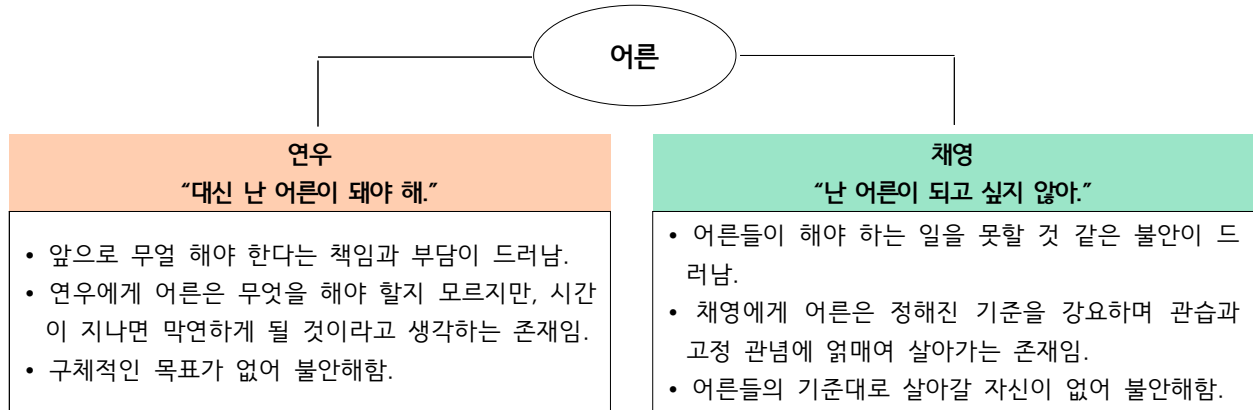 어른
연우
“대신 난 어른이 돼야 해.”
• 앞으로 무얼 해야 한다는 책임과 부담이 드러남.
• 연우에게 어른은 무엇을 해야 할지 모르지만, 시간
이 지나면 막연하게 될 것이라고 생각하는 존재임.
• 구체적인 목표가 없어 불안해함.
채영
“난 어른이 되고 싶지 않아.”
• 어른들이 해야 하는 일을 못할 것 같은 불안이 드
러남.
• 채영에게 어른은 정해진 기준을 강요하며 관습과
고정 관념에 얽매여 살아가는 존재임.
• 어른들의 기준대로 살아갈 자신이 없어 불안해함.